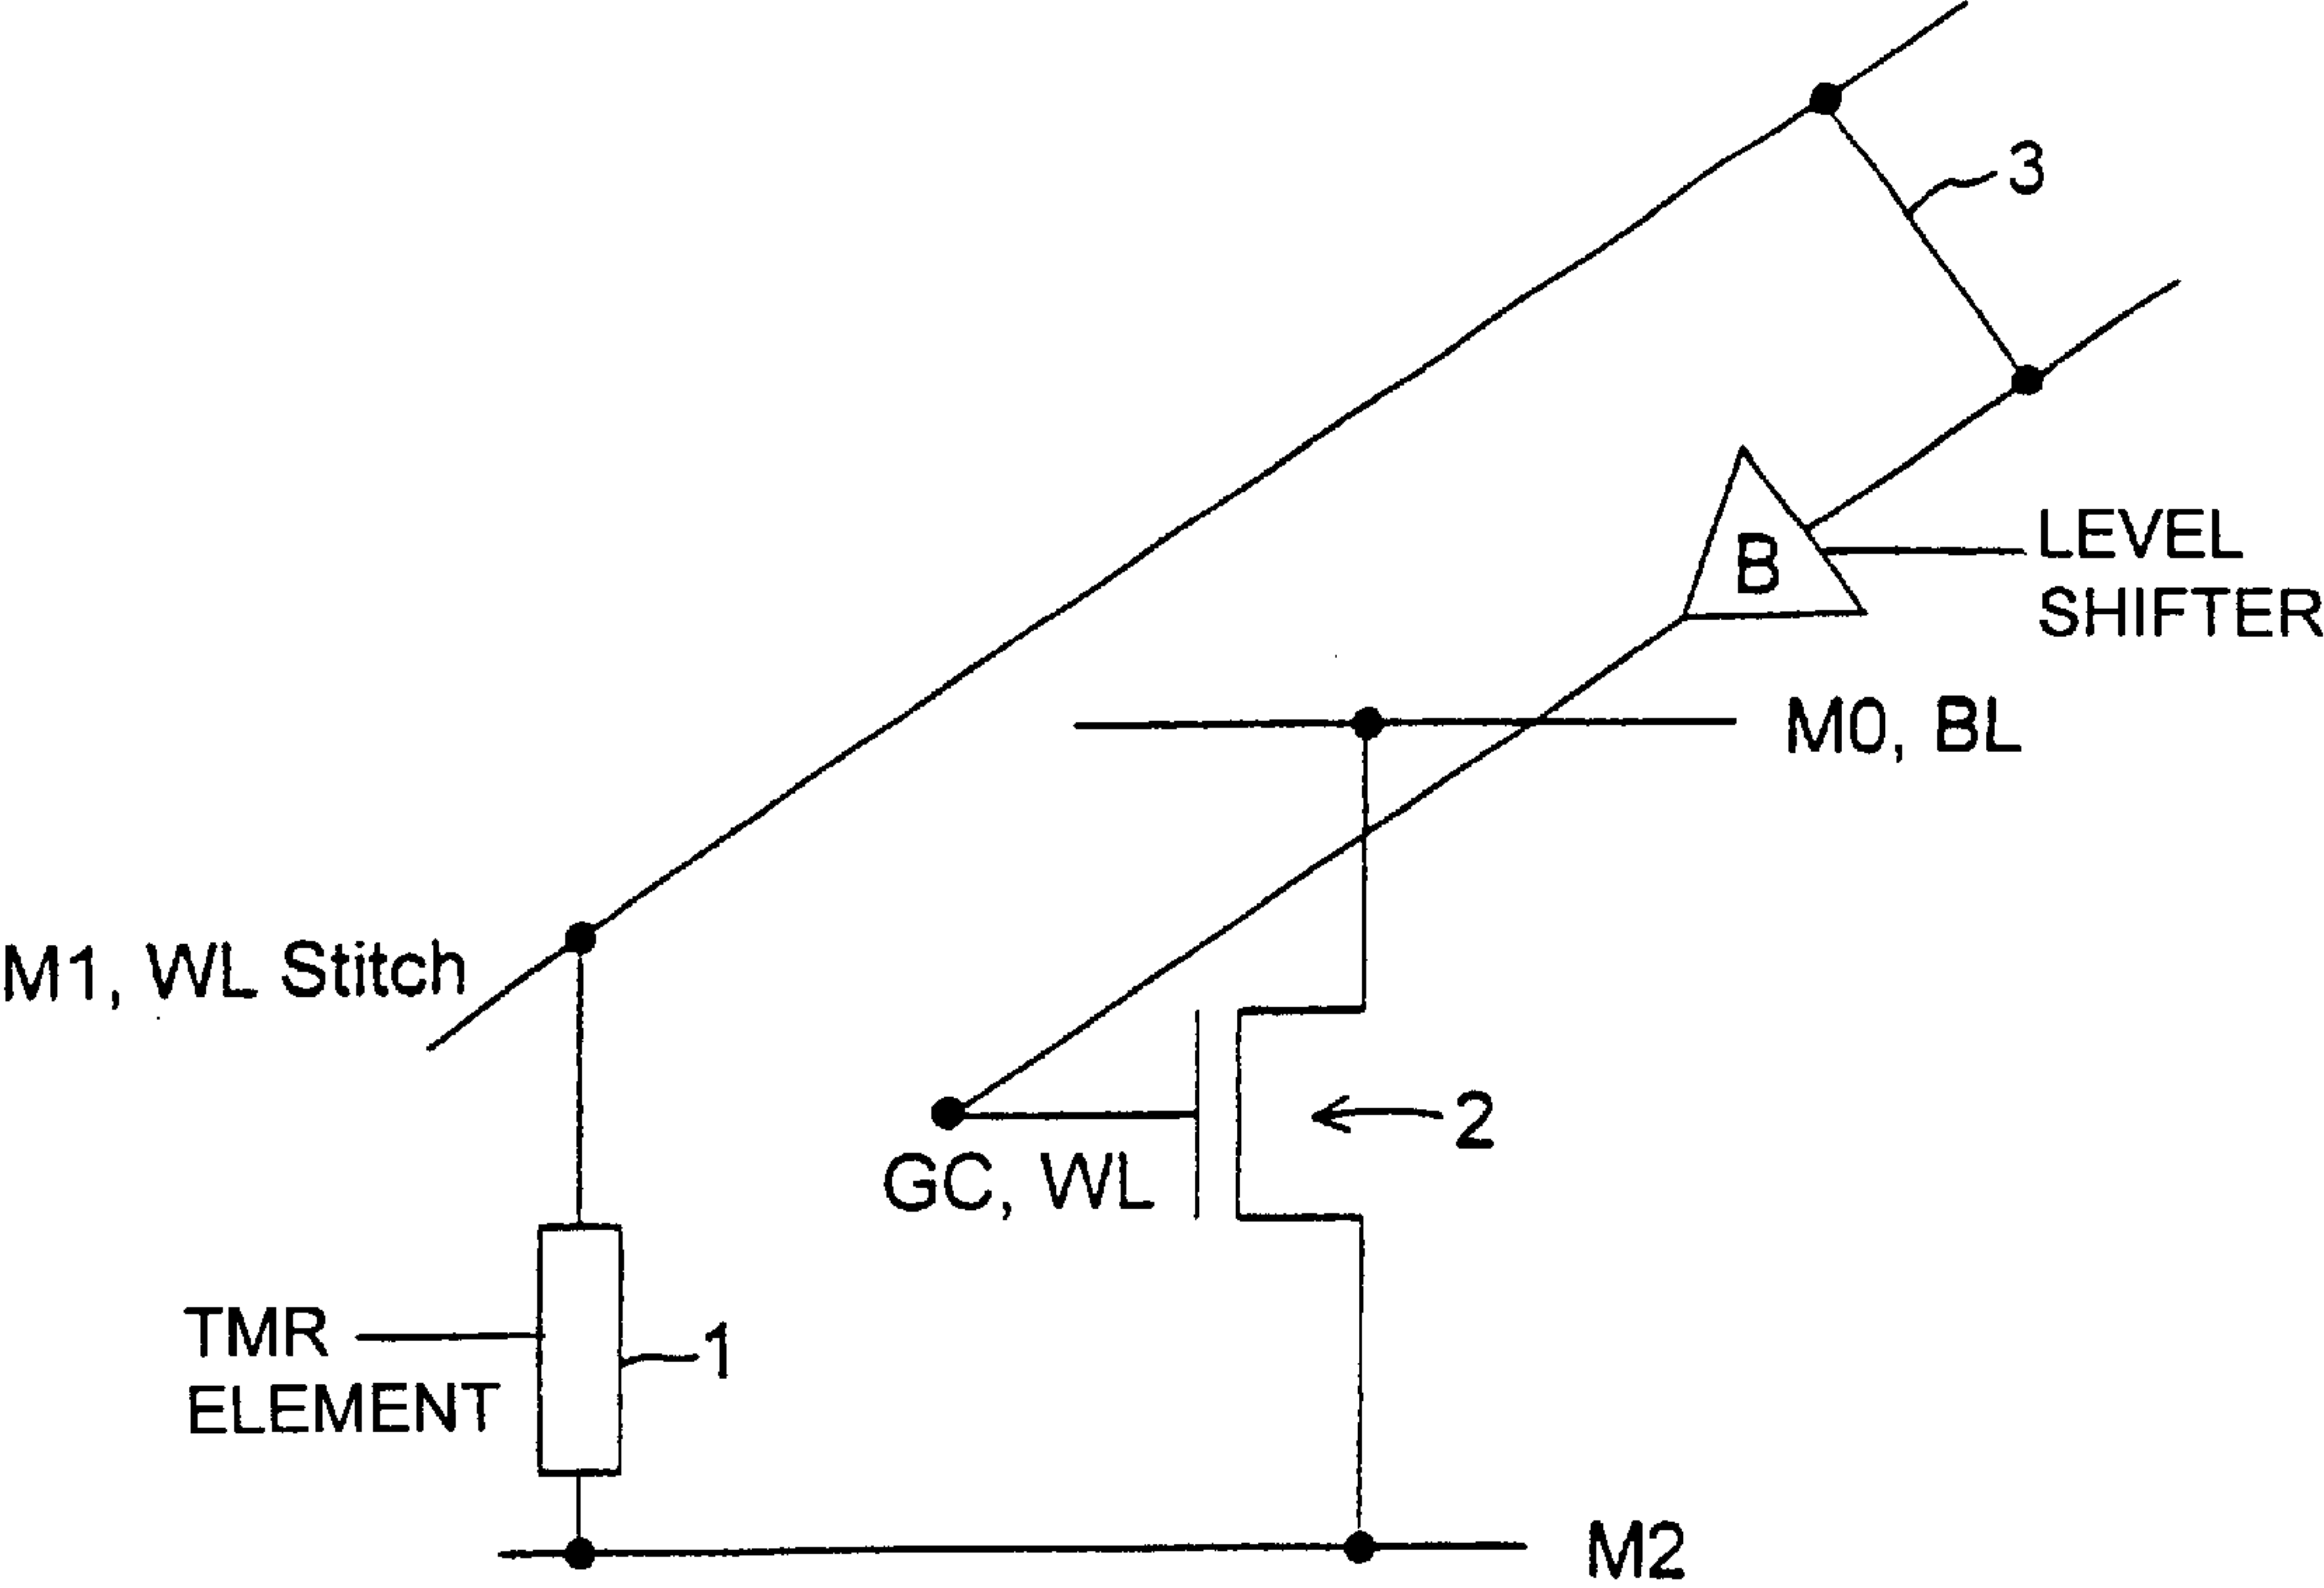 3
B
LEVEL
SHIFTER
M0, BL
M1, WL Stitch
2
GC, WL
TMR
ELEMENT
1
M2